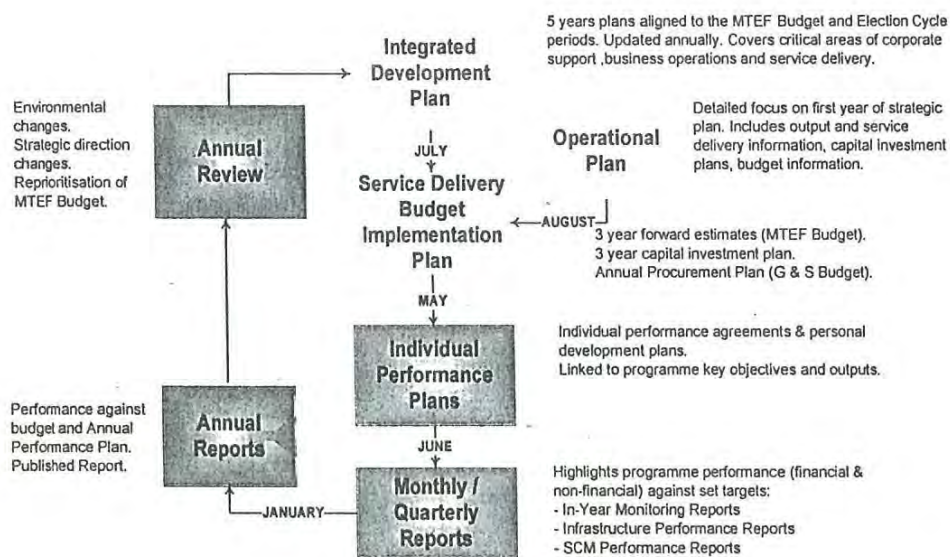 5 years plans aligned to the MTEF Budget and Election Cycle
periods. Updated annually. Covers critical areas of corporate
support ,business operations and service delivery.
Integrated
Development
Plan
Environmental
changes.
Strategic direction
changes.
Reprioritisation of
MTEF Budget.
Annual
Review
JULY
Operational
Plan
Detailed focus on first year of strategic
plan. Includes output and service
delivery information, capital investment
plans, budget information.
Service Delivery
Budget
Implementation
Plan
AUGUST
3 year forward estimates (MTEF Budget).
3 year capital investment plan.
Annual Procurement Plan (G & S Budget).
MAY
Individual
Performance
Plans
Individual performance agreements & personal
development plans.
Linked to programme key objectives and outputs.
Performance against
budget and Annual
Performance Plan.
Published Report.
Annual
Reports
JUNE
Monthly /
Quarterly
Reports
JANUARY
Highlights programme performance (financial &
non-financial) against set targets:
- In-Year Monitoring Reports
- Infrastructure Performance Reports
- SCM Performance Reports